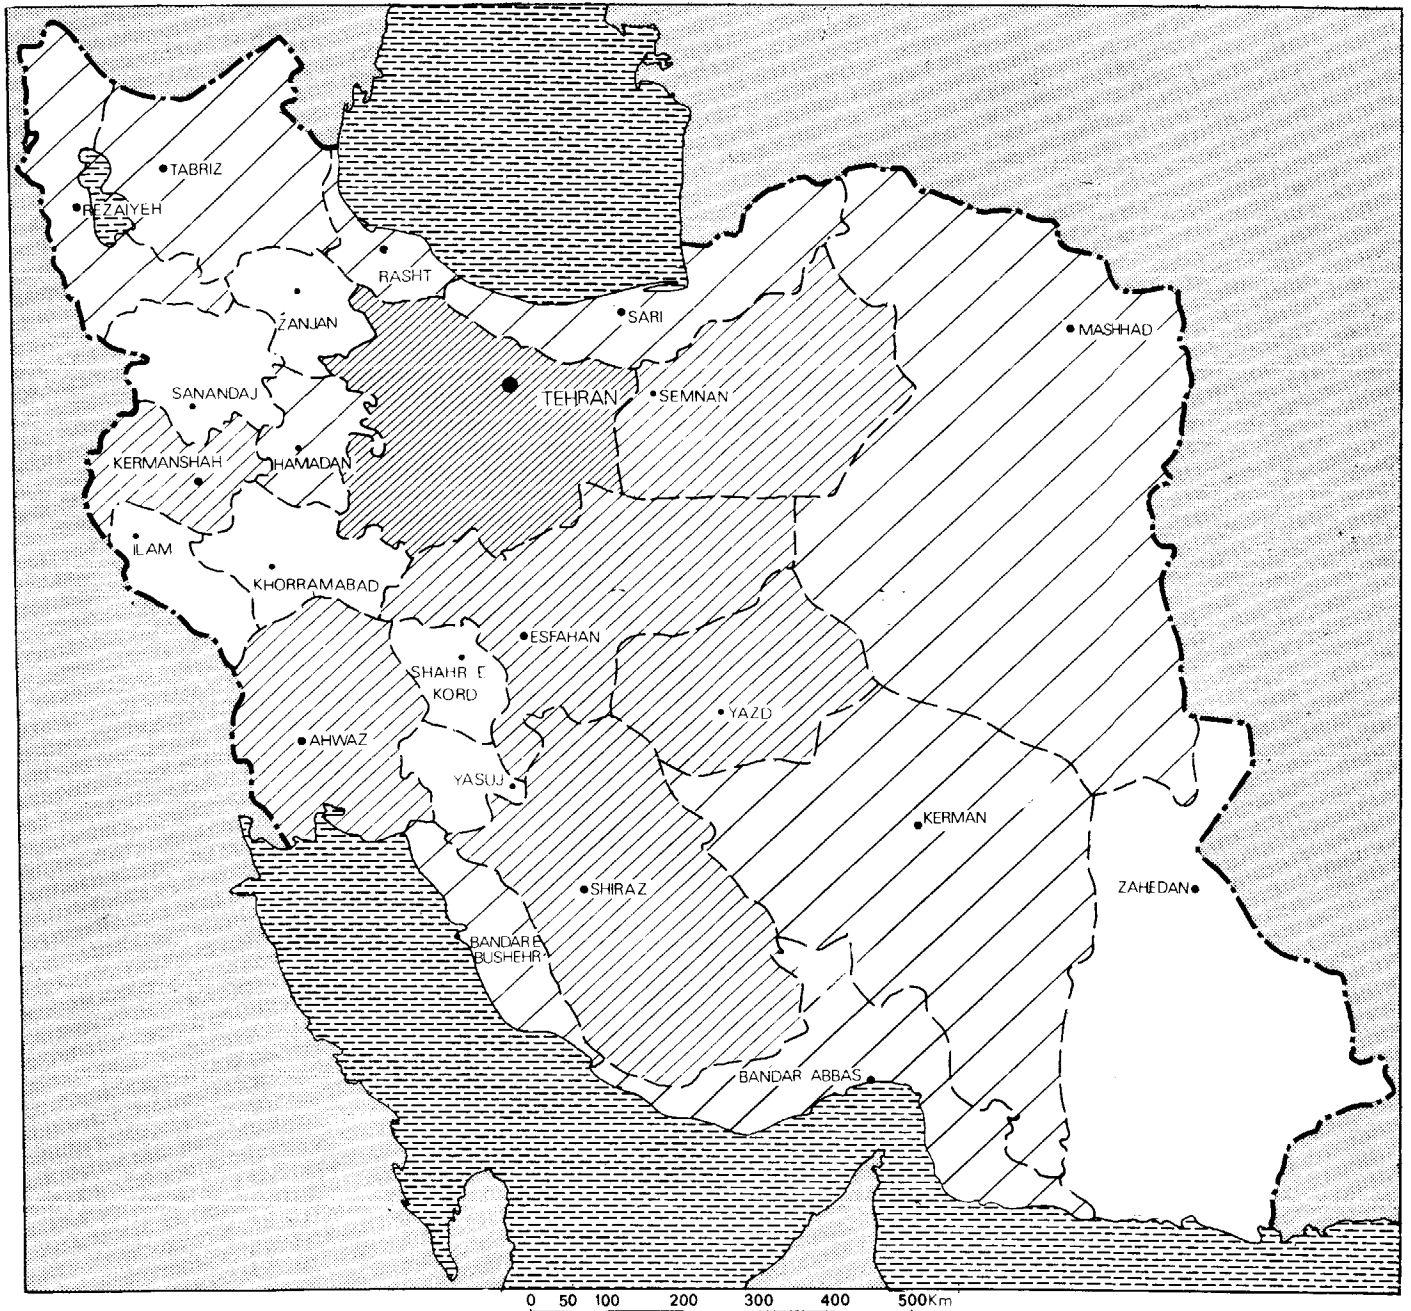 TABRIZ
REZAIYEH
RASHT
ZANJAN
SARI
MASHHAD
SANANDAJ
TEHRAN
SEMNAN
KERMANSHAH
HAMADAN
ILAM
KHORRAMABAD
ESFAHAN
SHAHR E
KORD
YAZD
AHWAZ
YASUJ
KERMAN
SHIRAZ
ZAHEDAN
BANDAR E
BUSHEHR
BANDAR ABBAS
0 50 100 200 300 400 500Km